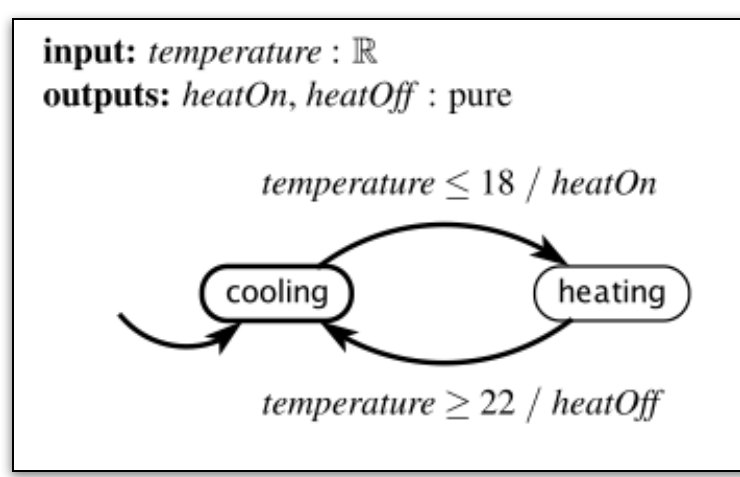 input: temperature : ℝ
outputs: heatOn, heatOff : pure
temperature ≤ 18 / heatOn
cooling
heating
temperature ≥ 22 / heatOff